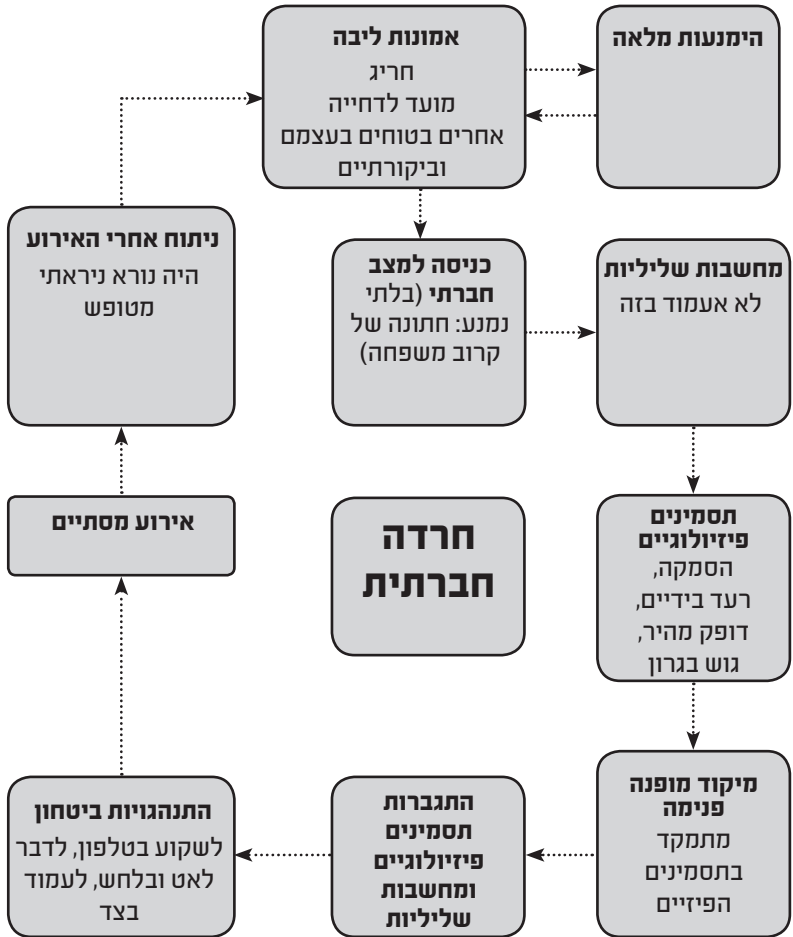 אמונות ליבה
חריג
מועד לדחייה
אחרים בטוחים בעצמם
וביקורתיים
הימנעות מלאה
כניסה למצב
חברתי (בלתי
נמנע: חתונה של
קרוב משפחה)
מחשבות שליליות
לא אעמוד בזה
תסמינים
פיזיולוגיים
הסמקה,
רעד בידיים,
דופק מהיר,
גוש בגרון
מיקוד מופנה
פנימה
מתמקד
בתסמינים
הפיזיים
התגברות
תסמינים
פיזיולוגיים
ומחשבות
שליליות
התנהגויות ביטחון
לשקוע בטלפון, לדבר
לאט ובלחש, לעמוד
בצד
אירוע מסתיים
ניתוח אחרי האירוע
היה נורא ניראתי
מטופש
חרדה
חברתית